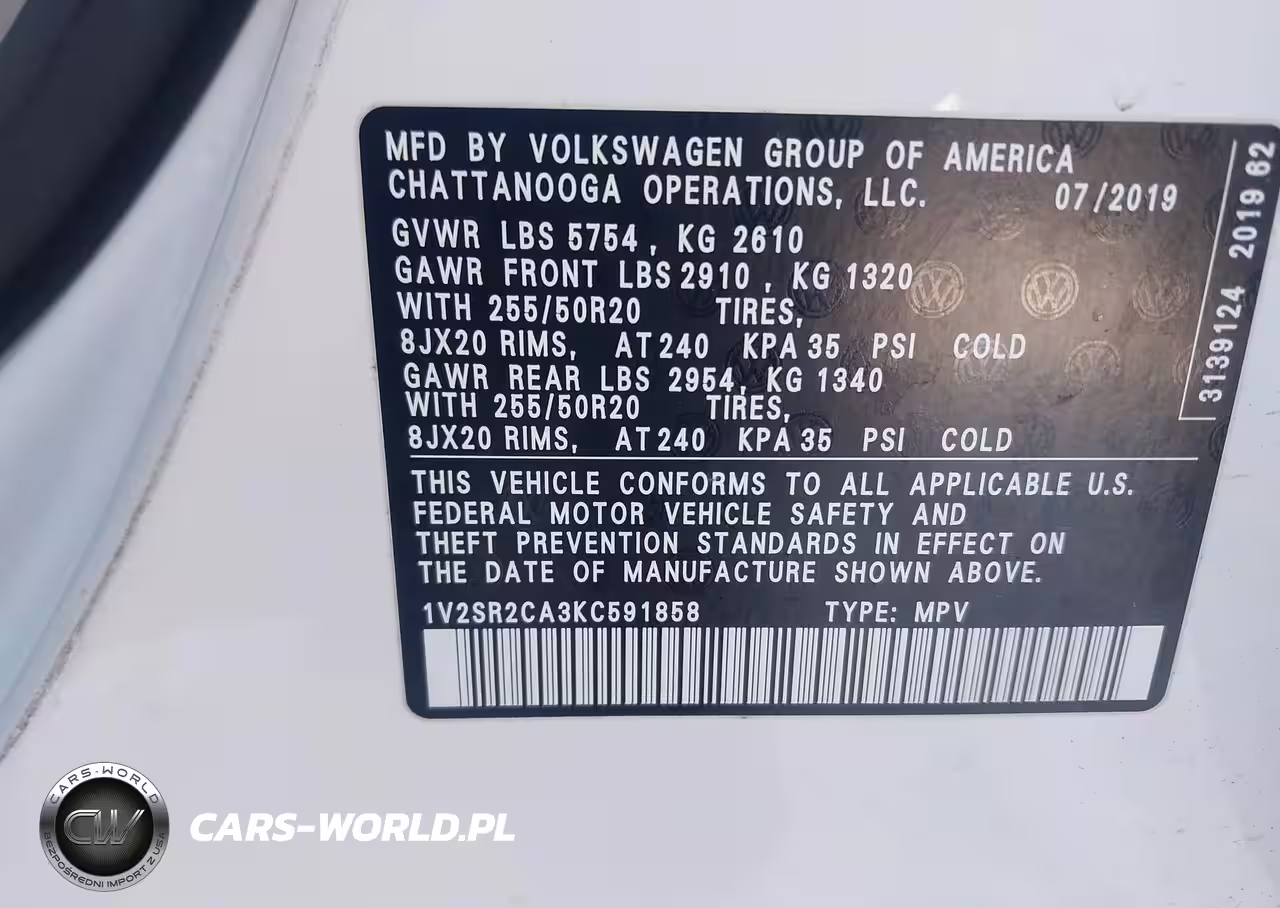 MFD BY VOLKSWAGEN GROUP OF AMERICA
CHATTANOOGA OPERATIONS, LLC. 07/2019
GVWR LBS 5754, KG 2610
GAWR FRONT LBS 2910, KG 1320
WITH 255/50R20 TIRES,
8JX20 RIMS, AT 240 KPA 35 PSI COLD
GAWR REAR LBS 2954, KG 1340
WITH 255/50R20 TIRES,
8JX20 RIMS, AT 240 KPA 35 PSI COLD
3139124 2019 62
THIS VEHICLE CONFORMS TO ALL APPLICABLE U.S.
FEDERAL MOTOR VEHICLE SAFETY AND
THEFT PREVENTION STANDARDS IN EFFECT ON
THE DATE OF MANUFACTURE SHOWN ABOVE.
1V2SR2CA3KC591858 TYPE: MPV
CARS-WORLD
CW
BEZPOŚREDNI IMPORT Z USA
CARS-WORLD.PL